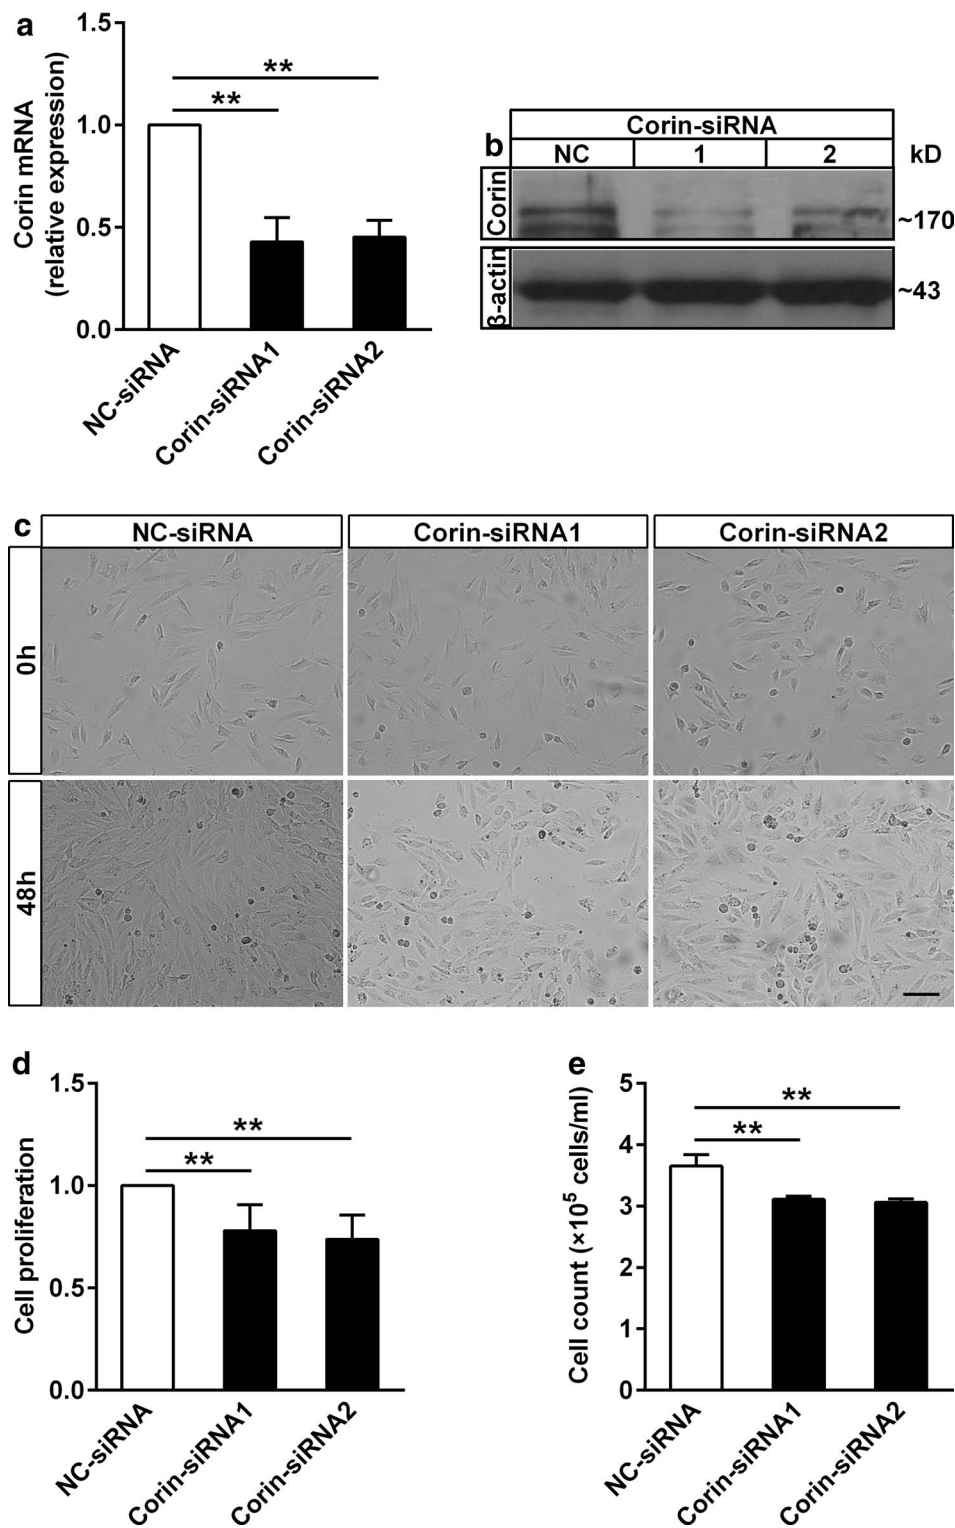 a
1.5
1.0
0.5
0.0
Corin mRNA
(relative expression)
**
**
NC-siRNA
Corin-siRNA1
Corin-siRNA2
b
Corin-siRNA
NC 1 2 kD
Corin
~170
β-actin
~43
c
NC-siRNA Corin-siRNA1 Corin-siRNA2
0h
48h
d
1.5
1.0
0.5
0.0
Cell proliferation
**
**
NC-siRNA
Corin-siRNA1
Corin-siRNA2
e
5
4
3
2
1
0
Cell count (×10⁵ cells/ml)
**
**
NC-siRNA
Corin-siRNA1
Corin-siRNA2